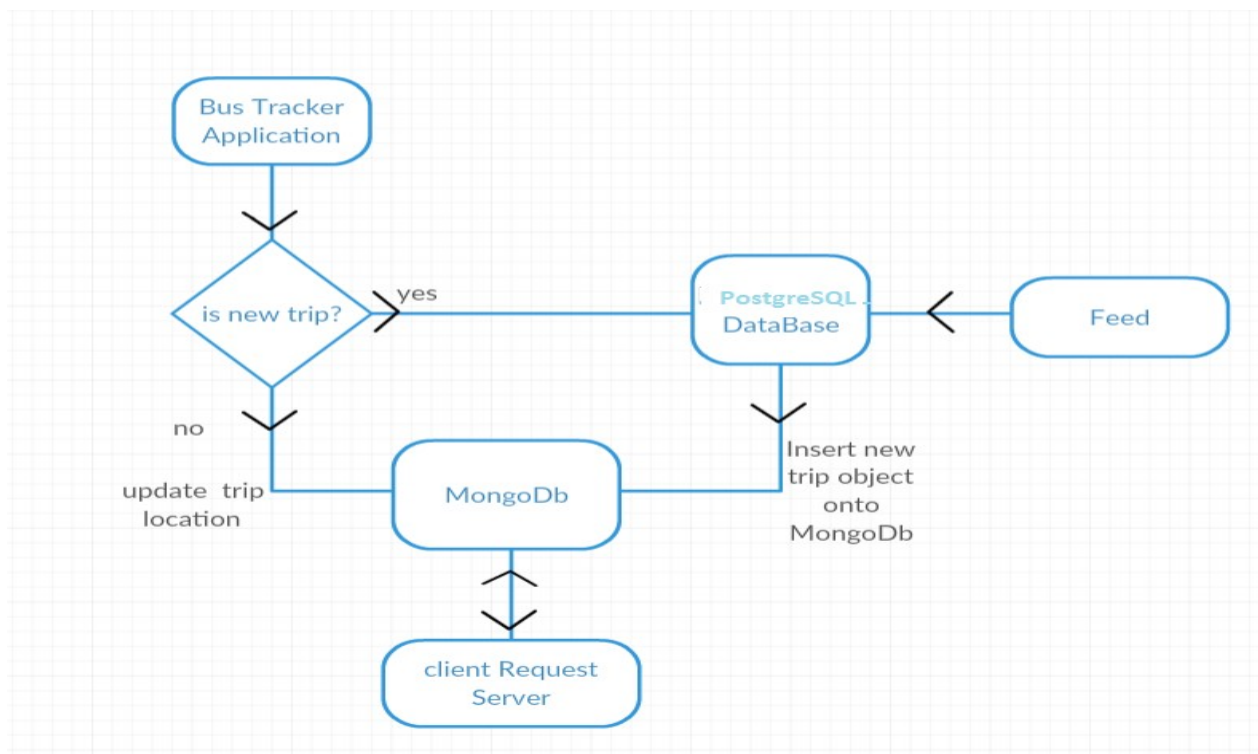 Bus Tracker
Application
is new trip?
yes
PostgreSQL
DataBase
Feed
no
update trip
location
MongoDb
Insert new
trip object
onto
MongoDb
client Request
Server